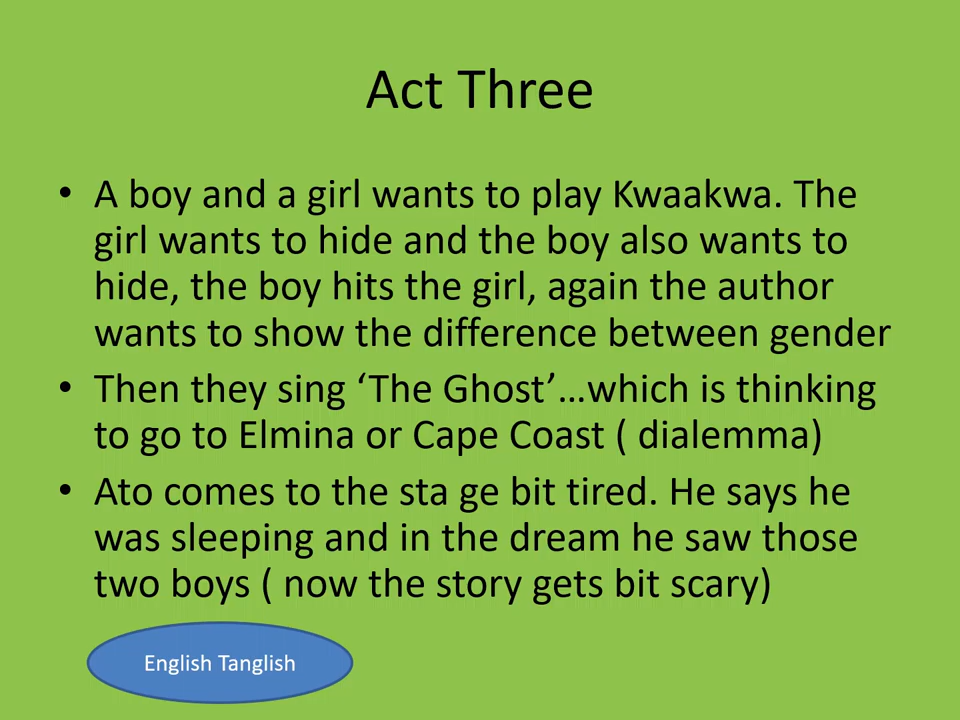 Act Three
• A boy and a girl wants to play Kwaakwa. The
girl wants to hide and the boy also wants to
hide, the boy hits the girl, again the author
wants to show the difference between gender
• Then they sing ‘The Ghost’…which is thinking
to go to Elmina or Cape Coast ( dialemma)
• Ato comes to the sta ge bit tired. He says he
was sleeping and in the dream he saw those
two boys ( now the story gets bit scary)
English Tanglish